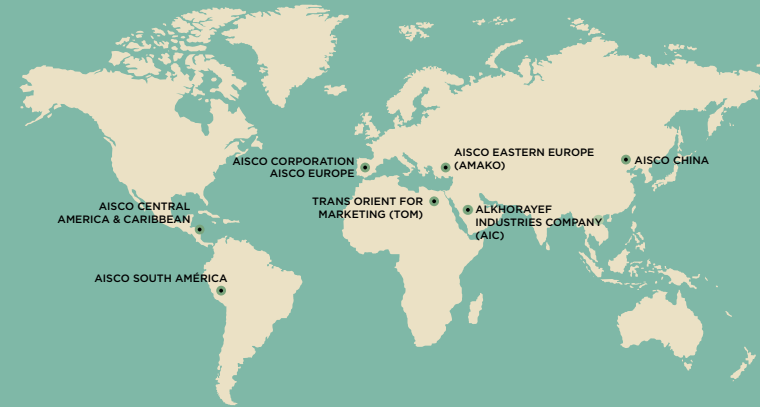 AISCO EASTERN EUROPE
(AMAKO)
AISCO CORPORATION
AISCO EUROPE
AISCO CHINA
TRANS ORIENT FOR
MARKETING (TOM)
ALKHORAYEF
INDUSTRIES COMPANY
(AIC)
AISCO CENTRAL
AMERICA & CARIBBEAN
AISCO SOUTH AMÉRICA